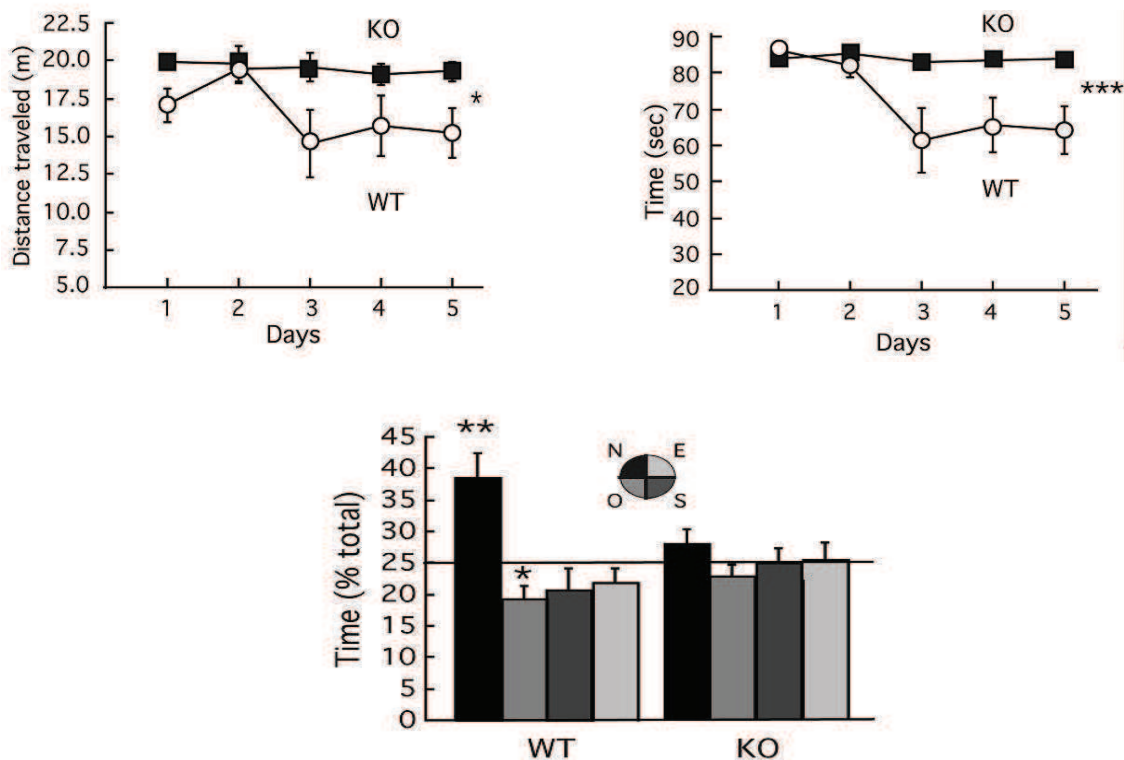 Distance traveled (m)
22.5
20.0
17.5
15.0
12.5
10.0
7.5
5.0
KO
*
WT
1 2 3 4 5
Days
Time (sec)
90
80
70
60
50
40
30
20
KO
***
WT
1 2 3 4 5
Days
Time (% total)
45
40
35
30
25
20
15
10
5
0
**
*
N E
O S
WT KO